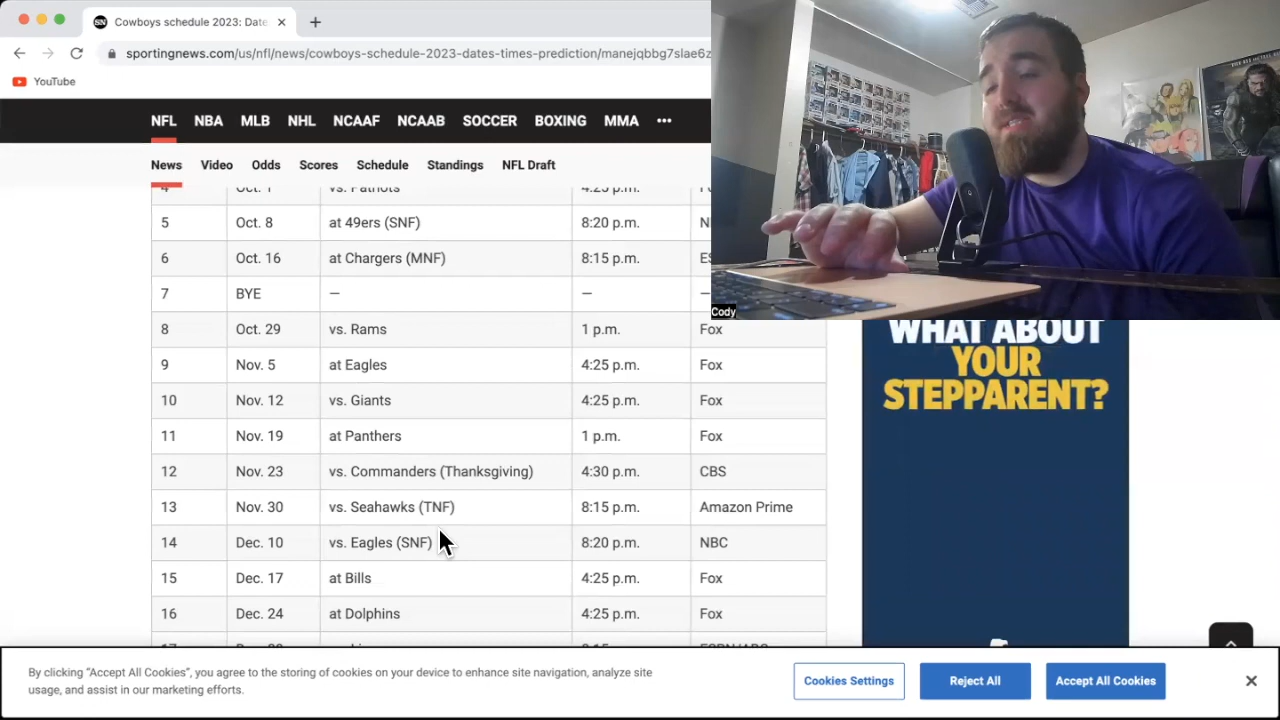 Cowboys schedule 2023: Date
sportingnews.com/us/nfl/news/cowboys-schedule-2023-dates-times-prediction/manejqbbg7slae6z
YouTube
NFL NBA MLB NHL NCAAF NCAAB SOCCER BOXING MMA •••
News Video Odds Scores Schedule Standings NFL Draft
4 Oct. 1 vs. Patriots 4:25 p.m.
5 Oct. 8 at 49ers (SNF) 8:20 p.m. N
6 Oct. 16 at Chargers (MNF) 8:15 p.m. ES
7 BYE — — —
8 Oct. 29 vs. Rams 1 p.m. Fox
9 Nov. 5 at Eagles 4:25 p.m. Fox
10 Nov. 12 vs. Giants 4:25 p.m. Fox
11 Nov. 19 at Panthers 1 p.m. Fox
12 Nov. 23 vs. Commanders (Thanksgiving) 4:30 p.m. CBS
13 Nov. 30 vs. Seahawks (TNF) 8:15 p.m. Amazon Prime
14 Dec. 10 vs. Eagles (SNF) 8:20 p.m. NBC
15 Dec. 17 at Bills 4:25 p.m. Fox
16 Dec. 24 at Dolphins 4:25 p.m. Fox
Cody
WHAT ABOUT
YOUR
STEPPARENT?
By clicking “Accept All Cookies”, you agree to the storing of cookies on your device to enhance site navigation, analyze site
usage, and assist in our marketing efforts.
Cookies Settings
Reject All
Accept All Cookies